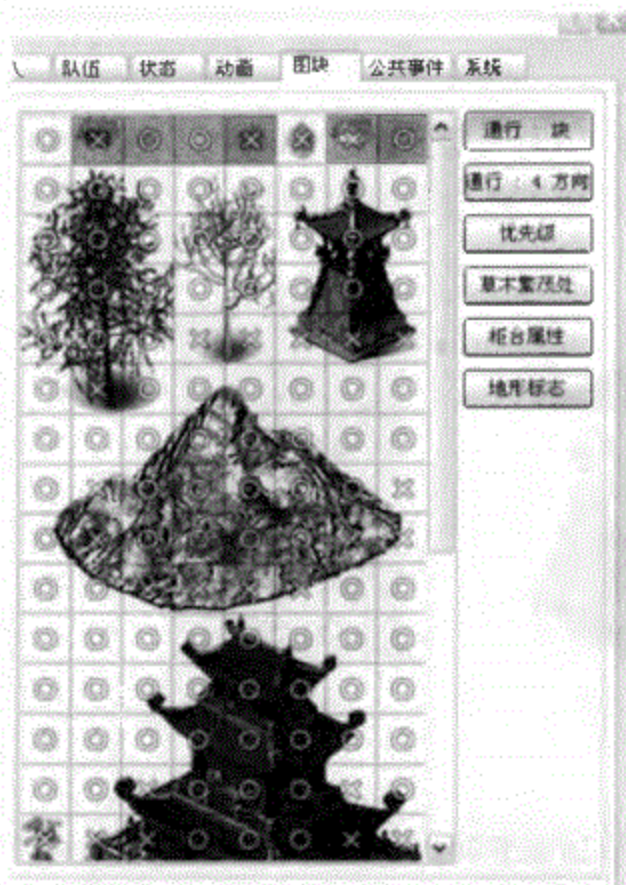 队伍 状态 动画 图块 公共事件 系统
通行 : 块
通行 : 4 方向
优先级
草木繁茂处
柜台属性
地形标志